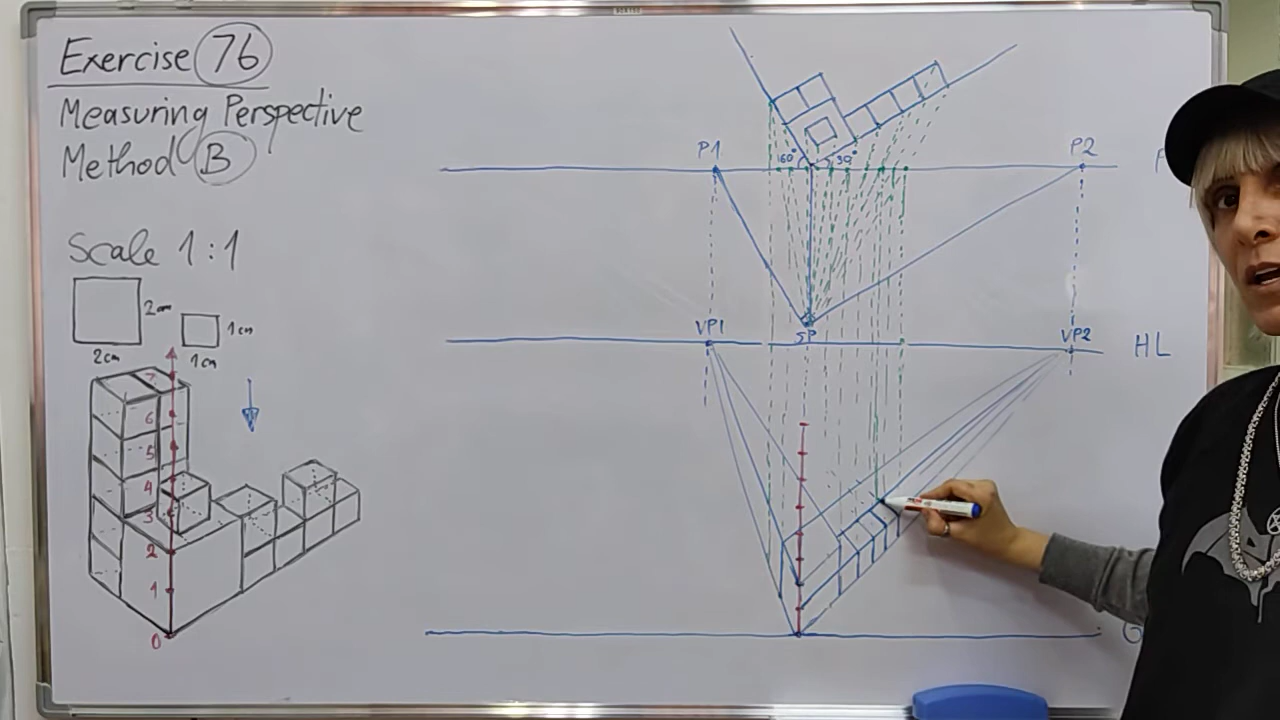 Exercise 76
Measuring Perspective
Method B
Scale 1:1
2cm
1cm
2cm
1cm
7
6
5
4
3
2
1
0
P1
P2
60°
30°
VP1
SP
VP2
HL